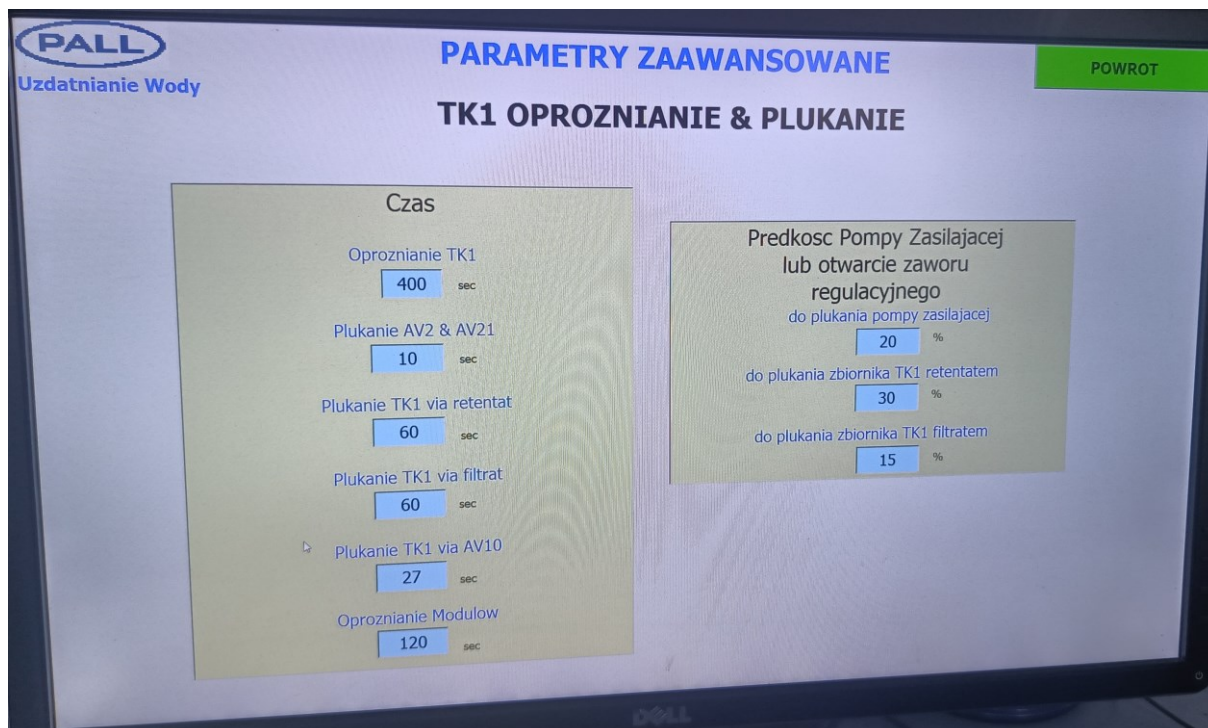 PALL
Uzdatnianie Wody
PARAMETRY ZAAWANSOWANE
POWROT
TK1 OPROZNIANIE & PLUKANIE
Czas
Oproznianie TK1
400 sec
Plukanie AV2 & AV21
10 sec
Plukanie TK1 via retentat
60 sec
Plukanie TK1 via filtrat
60 sec
Plukanie TK1 via AV10
27 sec
Oproznianie Modulow
120 sec
Predkosc Pompy Zasilajacej
lub otwarcie zaworu
regulacyjnego
do plukania pompy zasilajacej
20 %
do plukania zbiornika TK1 retentatem
30 %
do plukania zbiornika TK1 filtratem
15 %
DELL